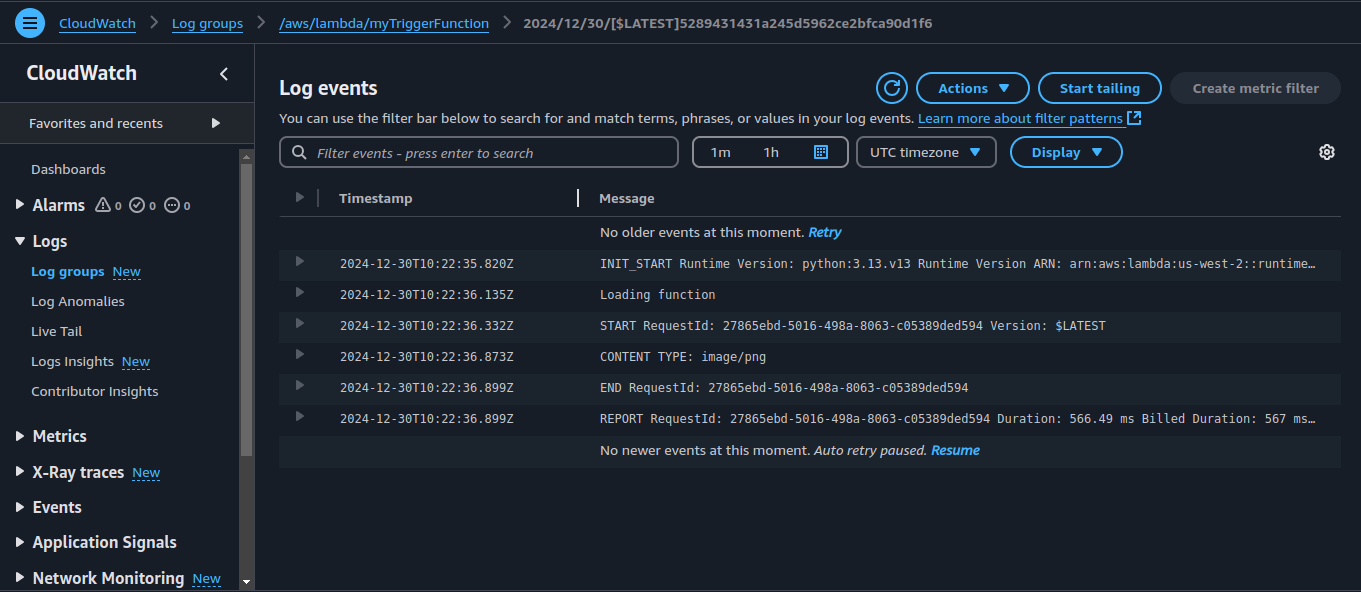 CloudWatch > Log groups > /aws/lambda/myTriggerFunction > 2024/12/30/[$LATEST]5289431431a245d5962ce2bfca90d1f6
CloudWatch
Favorites and recents
Dashboards
Alarms 0 0 0
Logs
Log groups New
Log Anomalies
Live Tail
Logs Insights New
Contributor Insights
Metrics
X-Ray traces New
Events
Application Signals
Network Monitoring New
Log events
Actions Start tailing Create metric filter
You can use the filter bar below to search for and match terms, phrases, or values in your log events. Learn more about filter patterns
Filter events - press enter to search 1m 1h UTC timezone Display
Timestamp Message
No older events at this moment. Retry
2024-12-30T10:22:35.820Z INIT_START Runtime Version: python:3.13.v13 Runtime Version ARN: arn:aws:lambda:us-west-2::runtime…
2024-12-30T10:22:36.135Z Loading function
2024-12-30T10:22:36.332Z START RequestId: 27865ebd-5016-498a-8063-c05389ded594 Version: $LATEST
2024-12-30T10:22:36.873Z CONTENT TYPE: image/png
2024-12-30T10:22:36.899Z END RequestId: 27865ebd-5016-498a-8063-c05389ded594
2024-12-30T10:22:36.899Z REPORT RequestId: 27865ebd-5016-498a-8063-c05389ded594 Duration: 566.49 ms Billed Duration: 567 ms…
No newer events at this moment. Auto retry paused. Resume